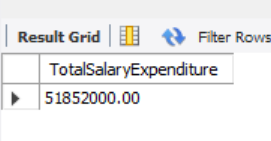 Result Grid Filter Rows
TotalSalaryExpenditure
51852000.00